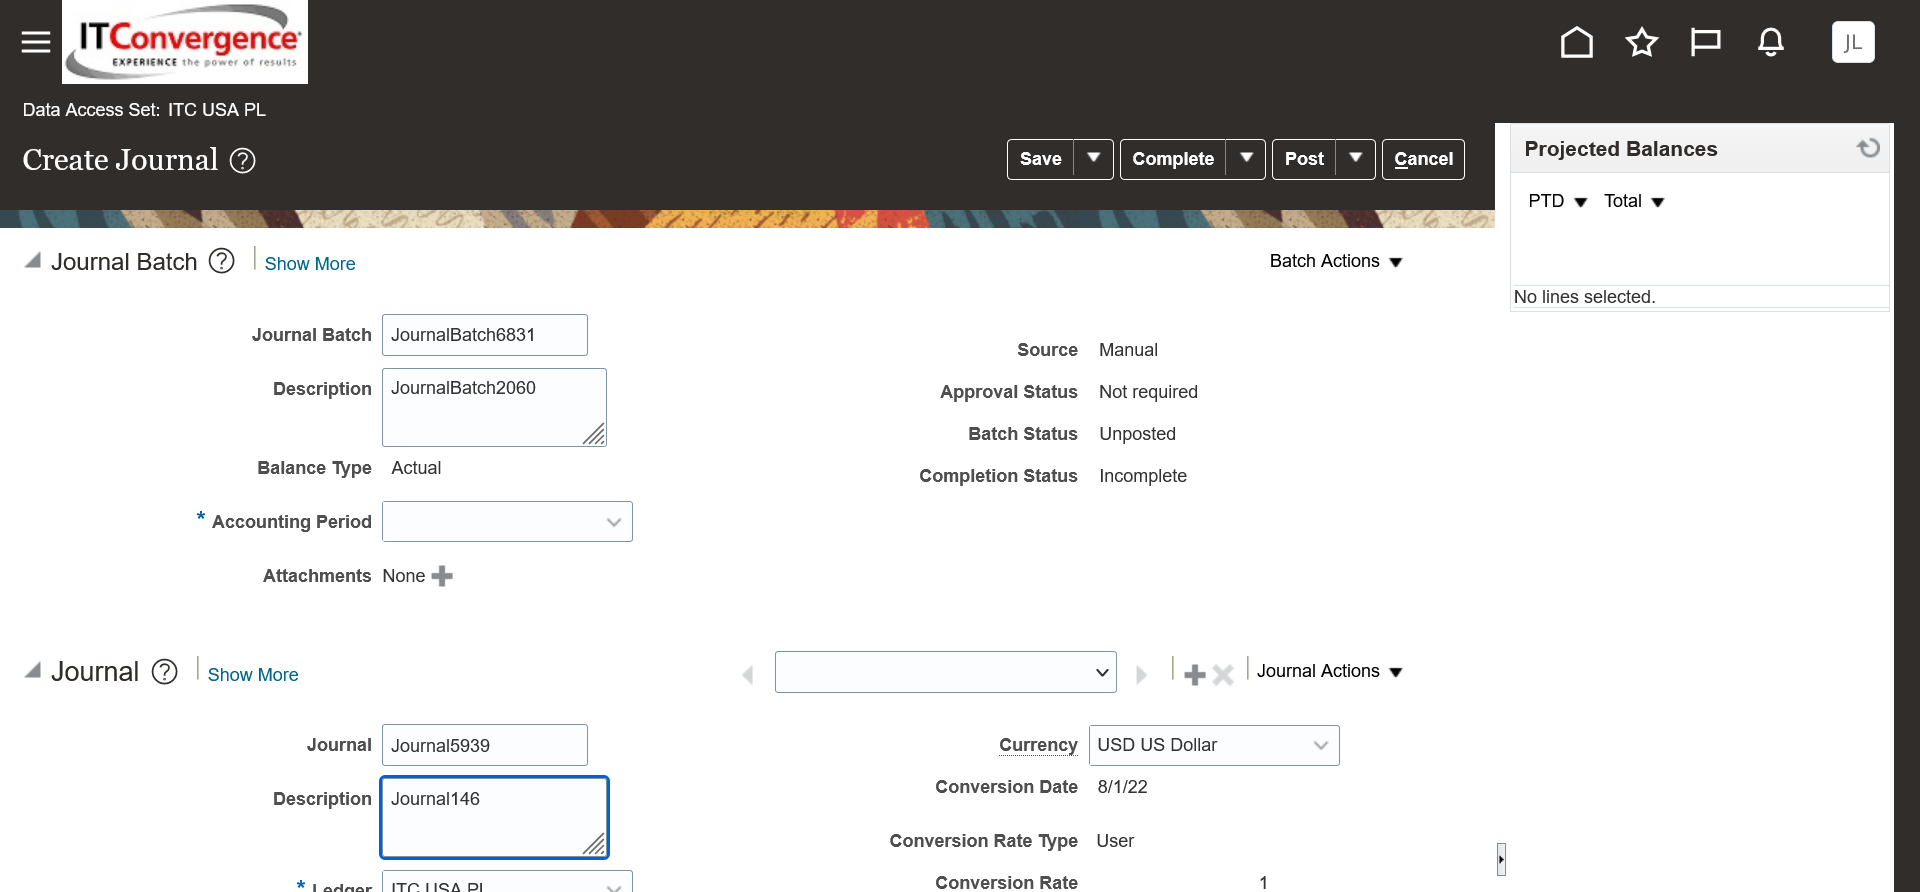 ITConvergence
EXPERIENCE the power of results
JL
Data Access Set: ITC USA PL
Create Journal ?
Save
Complete
Post
Cancel
Projected Balances
PTD
Total
No lines selected.
Journal Batch ?
Show More
Batch Actions
Journal Batch JournalBatch6831
Description JournalBatch2060
Balance Type Actual
* Accounting Period
Attachments None
Source Manual
Approval Status Not required
Batch Status Unposted
Completion Status Incomplete
Journal ?
Show More
Journal Actions
Journal Journal5939
Description Journal146
* Ledger ITC USA PL
Currency USD US Dollar
Conversion Date 8/1/22
Conversion Rate Type User
Conversion Rate 1